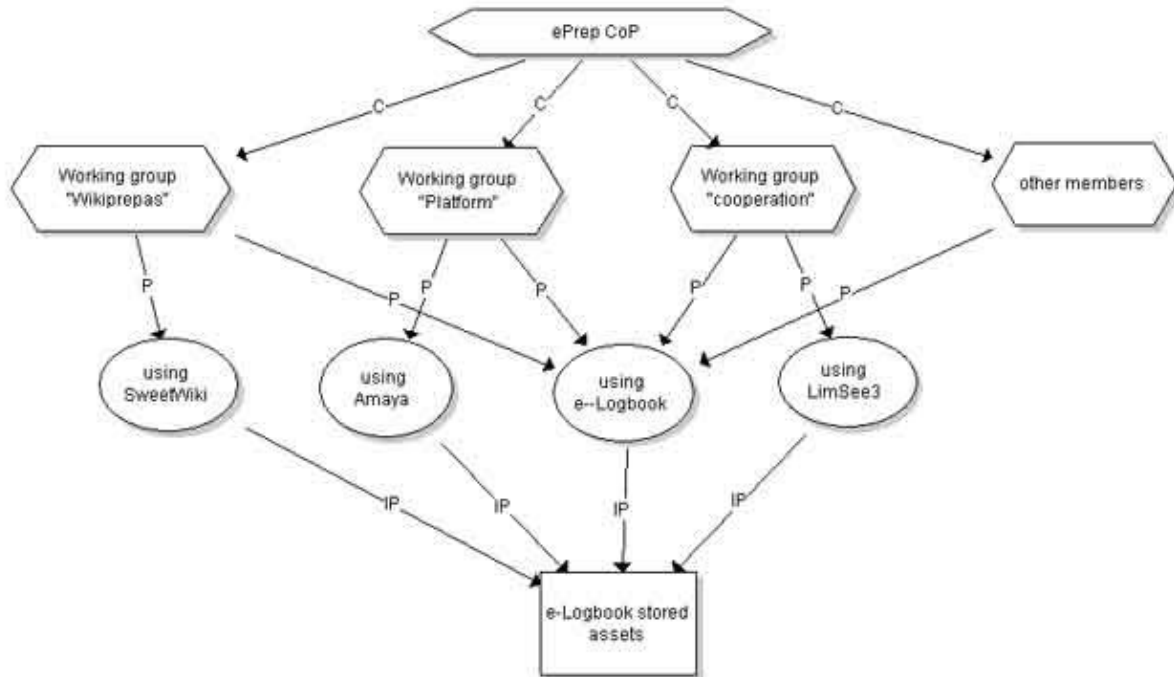 ePrep CoP
C
C
C
C
Working group
"Wikiprepas"
Working group
"Platform"
Working group
"cooperation"
other members
P
P
P
P
P
P
P
using
SweetWiki
using
Amaya
using
e--Logbook
using
LimSee3
IP
IP
IP
IP
e-Logbook stored
assets